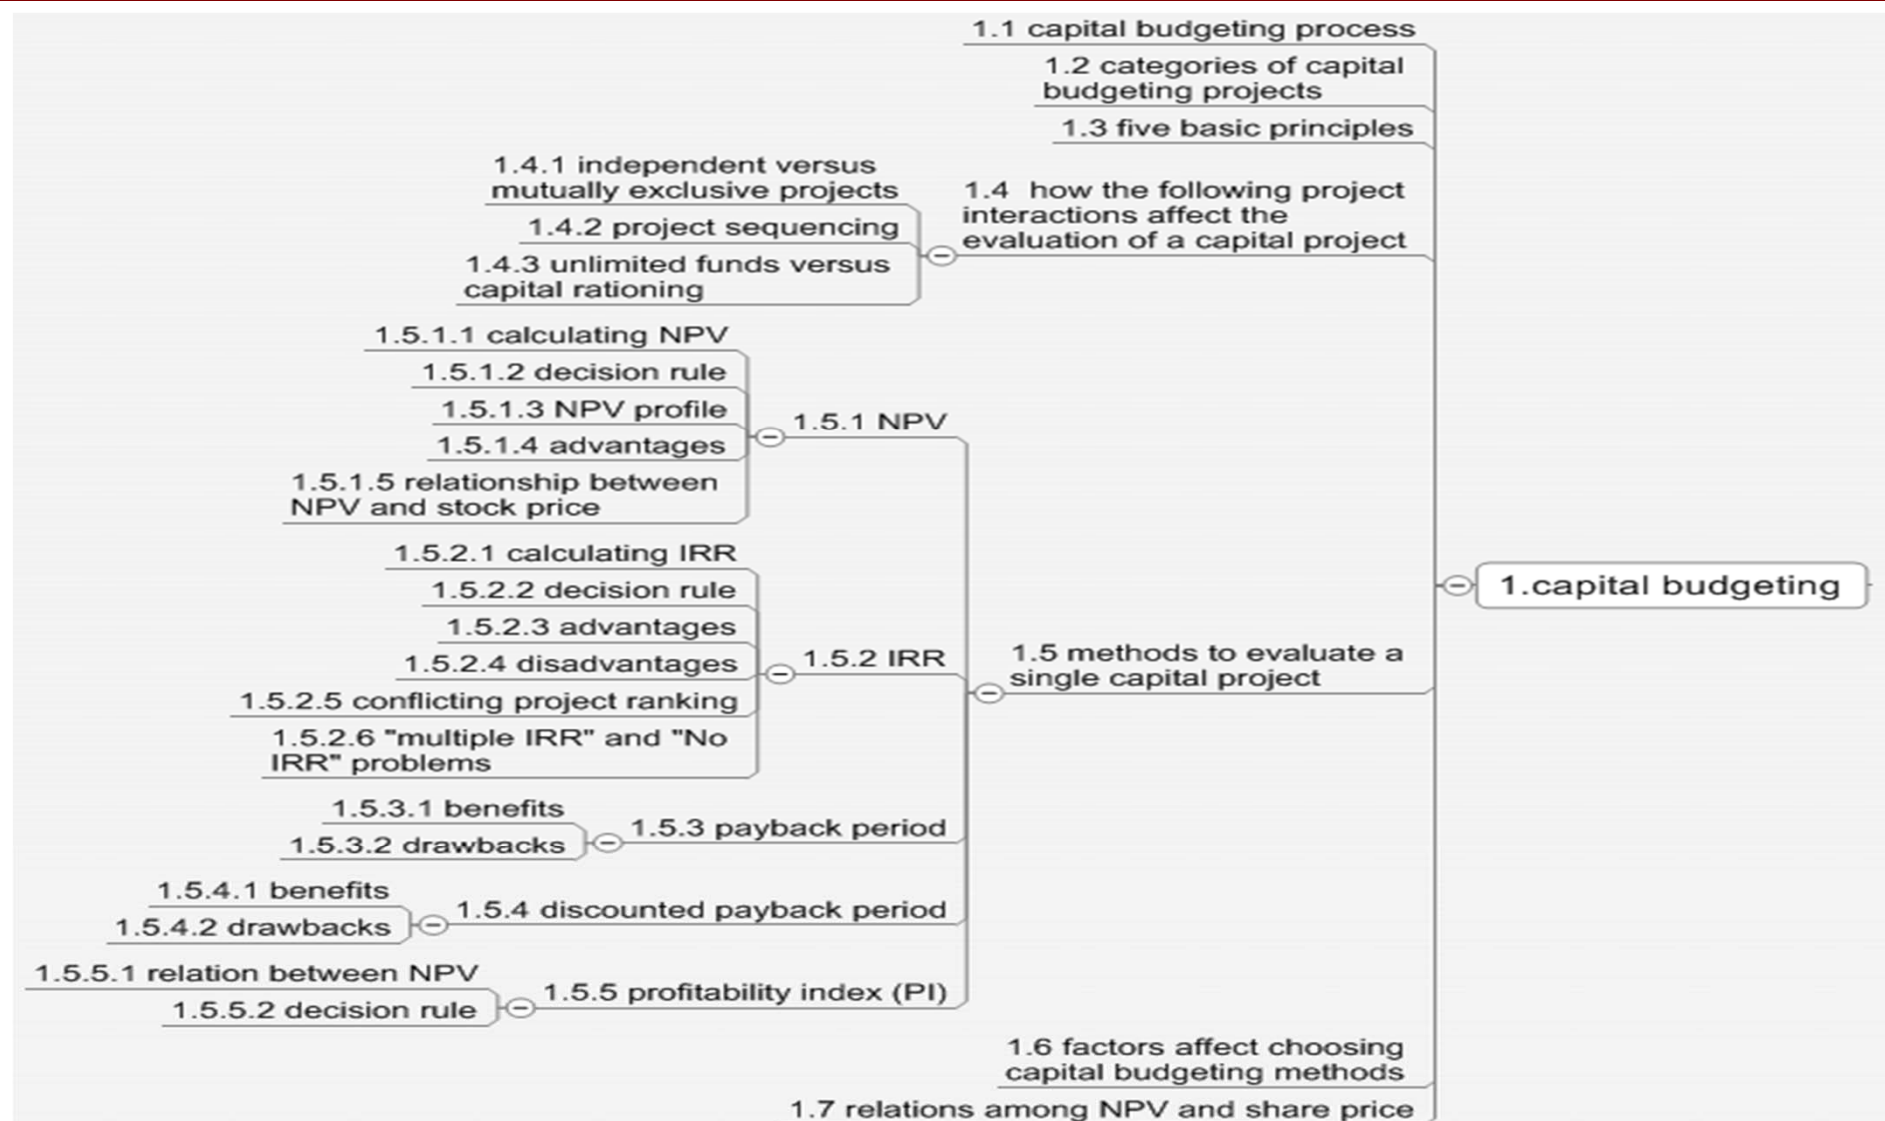 1.capital budgeting
1.1 capital budgeting process
1.2 categories of capital
budgeting projects
1.3 five basic principles
1.4 how the following project
interactions affect the
evaluation of a capital project
1.4.1 independent versus
mutually exclusive projects
1.4.2 project sequencing
1.4.3 unlimited funds versus
capital rationing
1.5 methods to evaluate a
single capital project
1.5.1 NPV
1.5.1.1 calculating NPV
1.5.1.2 decision rule
1.5.1.3 NPV profile
1.5.1.4 advantages
1.5.1.5 relationship between
NPV and stock price
1.5.2 IRR
1.5.2.1 calculating IRR
1.5.2.2 decision rule
1.5.2.3 advantages
1.5.2.4 disadvantages
1.5.2.5 conflicting project ranking
1.5.2.6 "multiple IRR" and "No
IRR" problems
1.5.3 payback period
1.5.3.1 benefits
1.5.3.2 drawbacks
1.5.4 discounted payback period
1.5.4.1 benefits
1.5.4.2 drawbacks
1.5.5 profitability index (PI)
1.5.5.1 relation between NPV
1.5.5.2 decision rule
1.6 factors affect choosing
capital budgeting methods
1.7 relations among NPV and share price